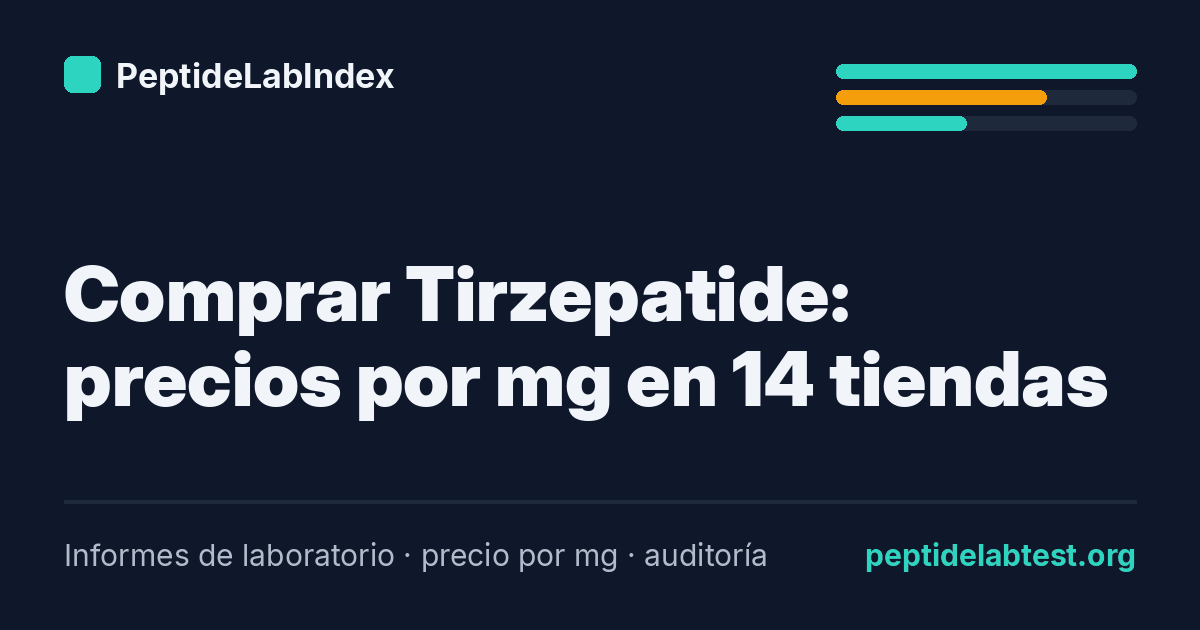 PeptideLabIndex
Comprar Tirzepatide:
precios por mg en 14 tiendas
Informes de laboratorio · precio por mg · auditoría
peptidelabtest.org